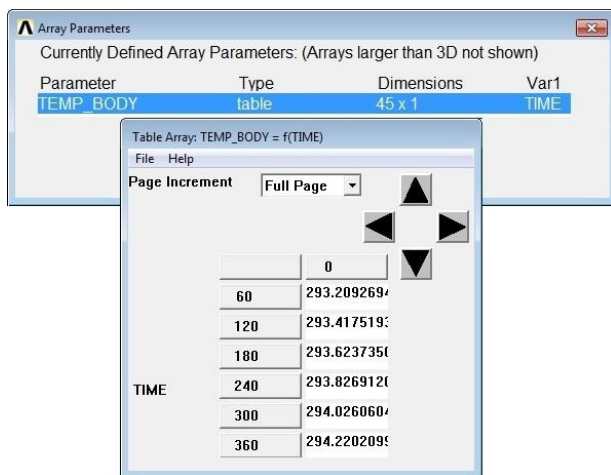 Array Parameters
Currently Defined Array Parameters: (Arrays larger than 3D not shown)
Parameter Type Dimensions Var1
TEMP_BODY table 45 x 1 TIME
Table Array: TEMP_BODY = f(TIME)
File Help
Page Increment Full Page
0
60 293.209269
120 293.417519
180 293.623735
240 293.826912
300 294.026060
360 294.220209
TIME